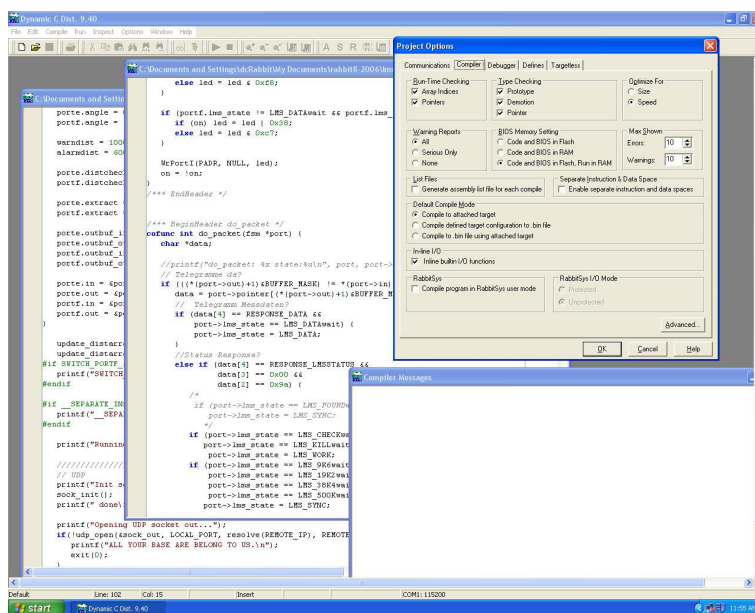 Dynamic C Dist. 9.40
File Edit Compile Run Inspect Options Window Help
A S R
C:\Documents and Settin
porte.angle =
portf.angle =
warndist = 100
alarmdist = 60
porte.distchec
portf.distchec
porte.extract =
portf.extract =
porte.outbuf_i
porte.outbuf_o
portf.outbuf_i
portf.outbuf_o
porte.in = &po
porte.out = &p
portf.in = &po
portf.out = &p
}
update_distarr
update_distarr
#if SWITCH_PORTF_
printf("SWITCH
#endif
#if __SEPARATE_IN
printf("__SEPA
#endif
printf("Runnin
// UDP
printf("Init s
sock_init();
printf(" done\
printf("Opening UDP socket out...");
if(!udp_open(&sock_out, LOCAL_PORT, resolve(REMOTE_IP), REMOTE
printf("ALL YOUR BASE ARE BELONG TO US.\n");
exit(0);
}
C:\Documents and Settings\dcRabbit\My Documents\rabbit8-2006\lms
else led = led & 0xf8;
}
if (portf.lms_state != LMS_DATAwait && portf.lms_
if (on) led = led | 0x38;
else led = led & 0xc7;
}
WrPortI(PADR, NULL, led);
on = !on;
}
/*** EndHeader */
/*** BeginHeader do_packet */
cofunc int do_packet(fsm *port) {
char *data;
//printf("do_packet: %x state:%u\n", port, port->
// Telegramme da?
if (((*(port->out)+1)&BUFFER_MASK) != *(port->in)
data = port->pointer[(*(port->out)+1)&BUFFER_M
// Telegramm Messdaten?
if (data[4] == RESPONSE_DATA &&
port->lms_state == LMS_DATAwait) {
port->lms_state = LMS_DATA;
}
//Status Response?
else if (data[4] == RESPONSE_LMSSTATUS &&
data[3] == 0x00 &&
data[2] == 0x9a) {
/*
if (port->lms_state == LMS_FOUNDw
port->lms_state = LMS_SYNC;
*/
if (port->lms_state == LMS_CHECKwa
port->lms_state == LMS_KILLwait
port->lms_state = LMS_WORK;
if (port->lms_state == LMS_9K6wait
port->lms_state == LMS_19K2wai
port->lms_state == LMS_38K4wai
port->lms_state == LMS_500Kwai
port->lms_state = LMS_SYNC;
Project Options
Communications Compiler Debugger Defines Targetless
Run-Time Checking
Array Indices
Pointers
Type Checking
Prototype
Demotion
Pointer
Optimize For
Size
Speed
Warning Reports
All
Serious Only
None
BIOS Memory Setting
Code and BIOS in Flash
Code and BIOS in RAM
Code and BIOS in Flash, Run in RAM
Max Shown
Errors: 10
Warnings: 10
List Files
Generate assembly list file for each compile
Separate Instruction & Data Space
Enable separate instruction and data spaces
Default Compile Mode
Compile to attached target
Compile defined target configuration to .bin file
Compile to .bin file using attached target
In-line I/O
Inline builtin I/O functions
RabbitSys
Compile program in RabbitSys user mode
RabbitSys I/O Mode
Protected
Unprotected
Advanced...
OK Cancel Help
Compiler Messages
Default Line: 102 Col: 15 Insert COM1: 115200
start Dynamic C Dist. 9.40 11:55 A